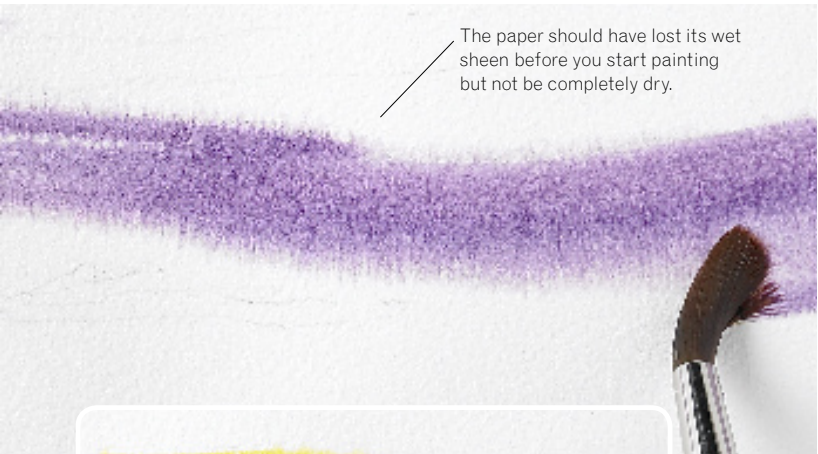 The paper should have lost its wet
sheen before you start painting
but not be completely dry.